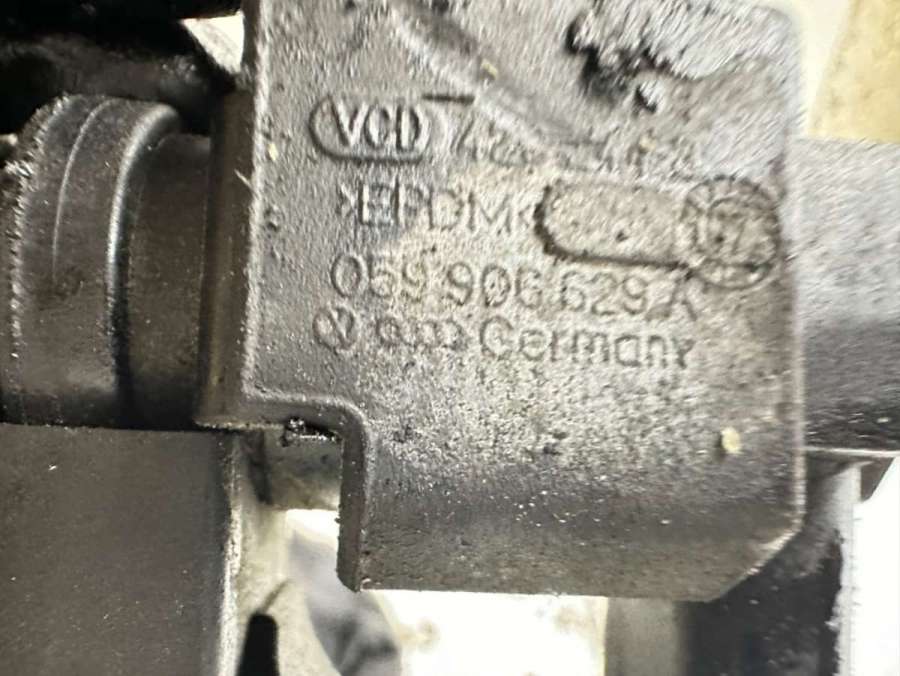 VCD
>EPDM<
059 906 629 A
Germany